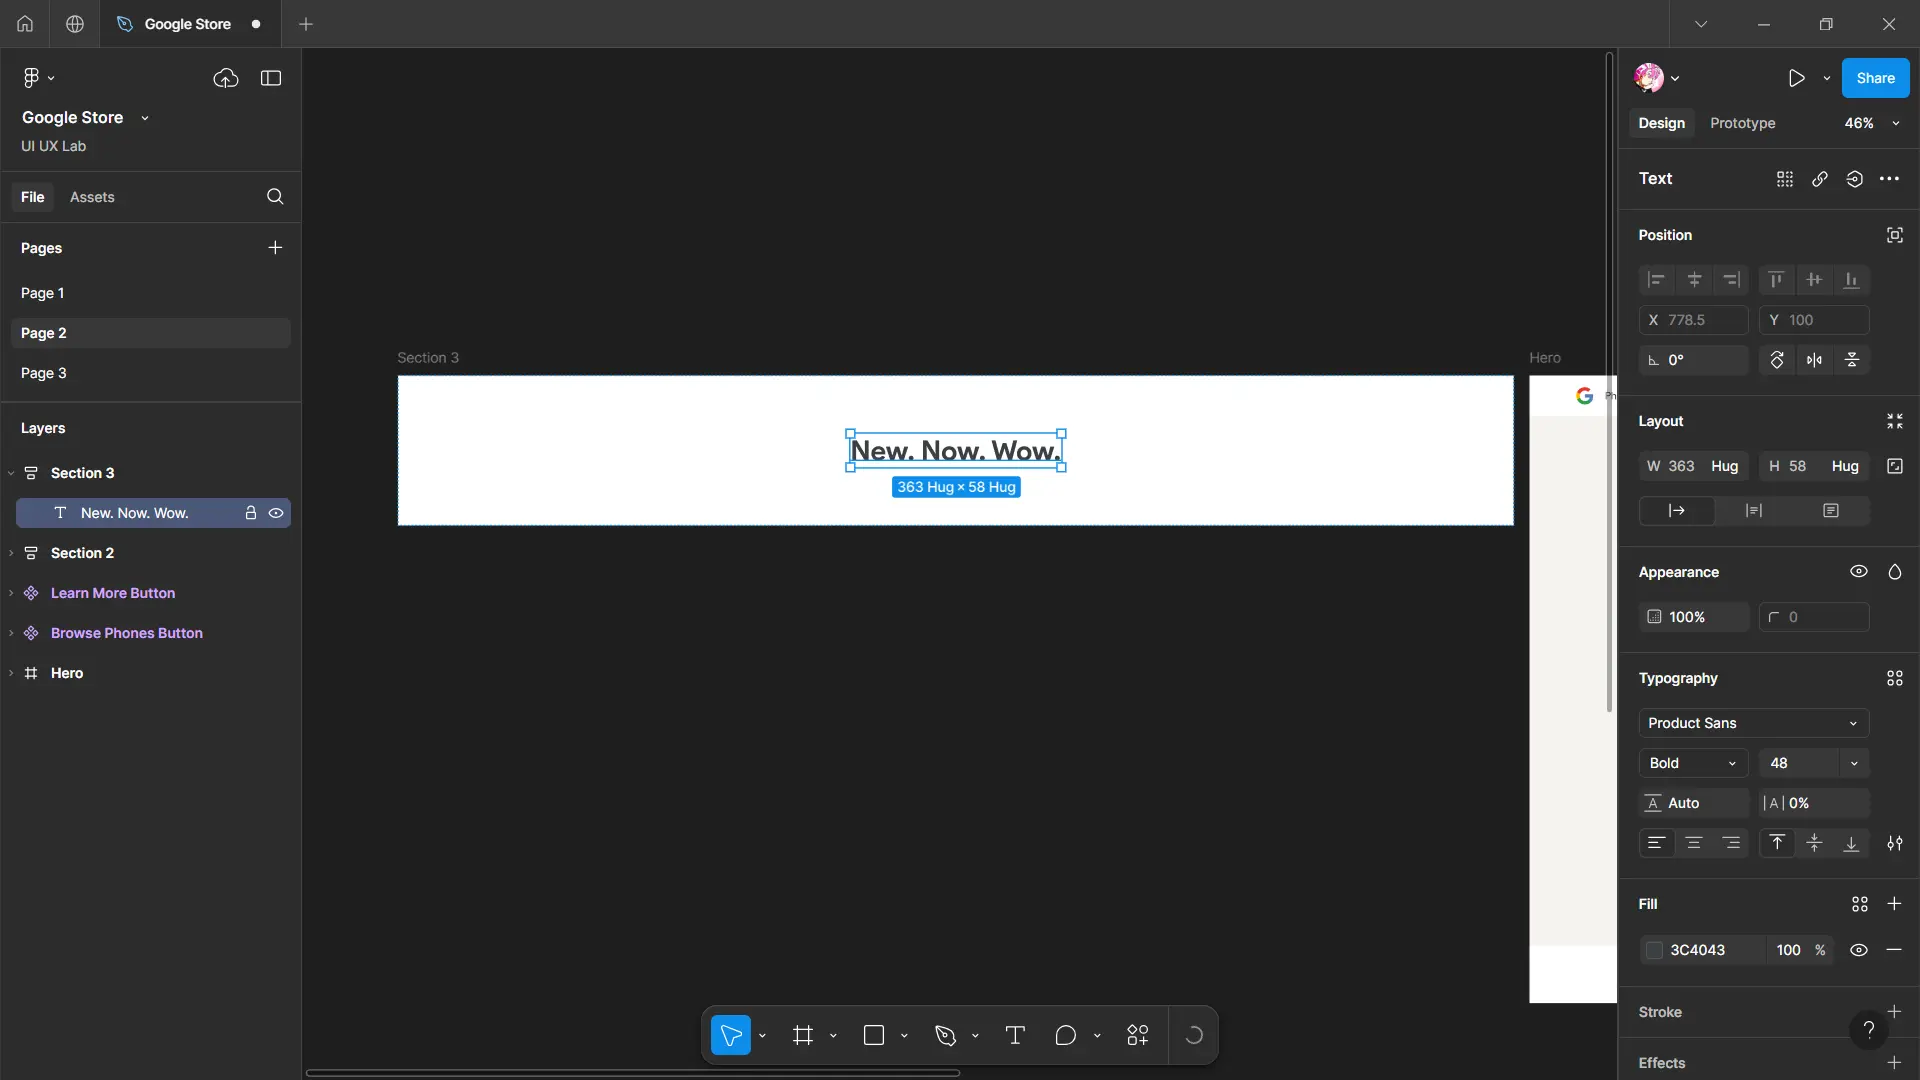 Google Store
Share
Google Store
UI UX Lab
Design
Prototype
46%
File
Assets
Text
Pages
Position
Page 1
Page 2
Page 3
X 778.5
Y 100
0°
Section 3
Hero
Ph
Layers
Layout
Section 3
New. Now. Wow.
W 363 Hug
H 58 Hug
363 Hug × 58 Hug
New. Now. Wow.
Section 2
Learn More Button
Browse Phones Button
Hero
Appearance
100%
0
Typography
Product Sans
Bold
48
Auto
0%
Fill
3C4043
100 %
Stroke
?
Effects